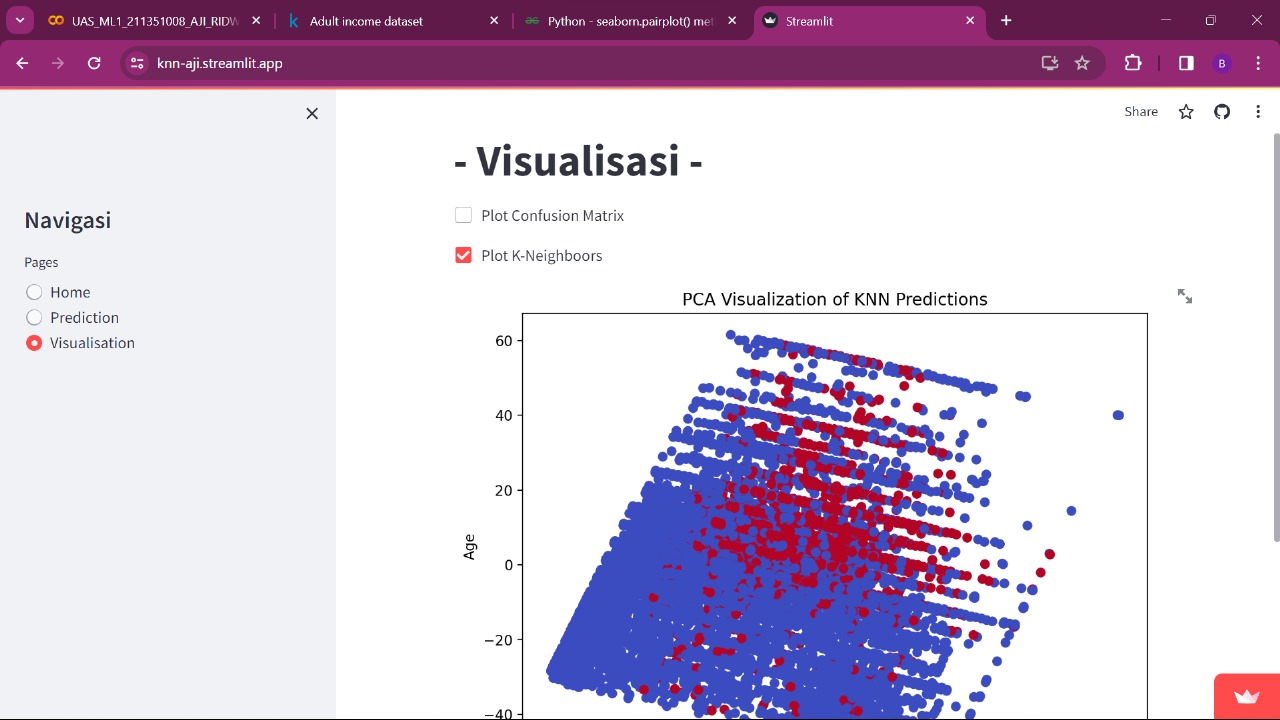 UAS_ML1_211351008_AJI_RIDW
Adult income dataset
Python - seaborn.pairplot() met
Streamlit
knn-aji.streamlit.app
B
Share
- Visualisasi -
Plot Confusion Matrix
Plot K-Neighboors
Navigasi
Pages
Home
Prediction
Visualisation
PCA Visualization of KNN Predictions
60
40
20
0
−20
−40
Age